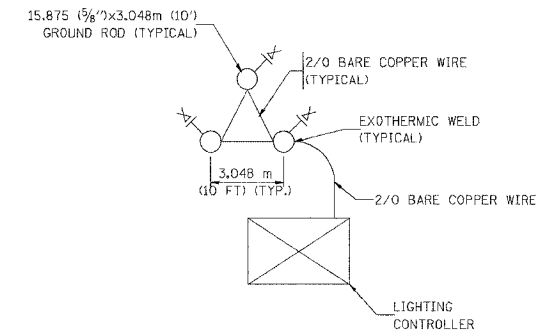 15.875 (5/8")x3.048m (10')
GROUND ROD (TYPICAL)
2/0 BARE COPPER WIRE
(TYPICAL)
EXOTHERMIC WELD
(TYPICAL)
3.048 m
(10 FT) (TYP.)
2/0 BARE COPPER WIRE
LIGHTING
CONTROLLER